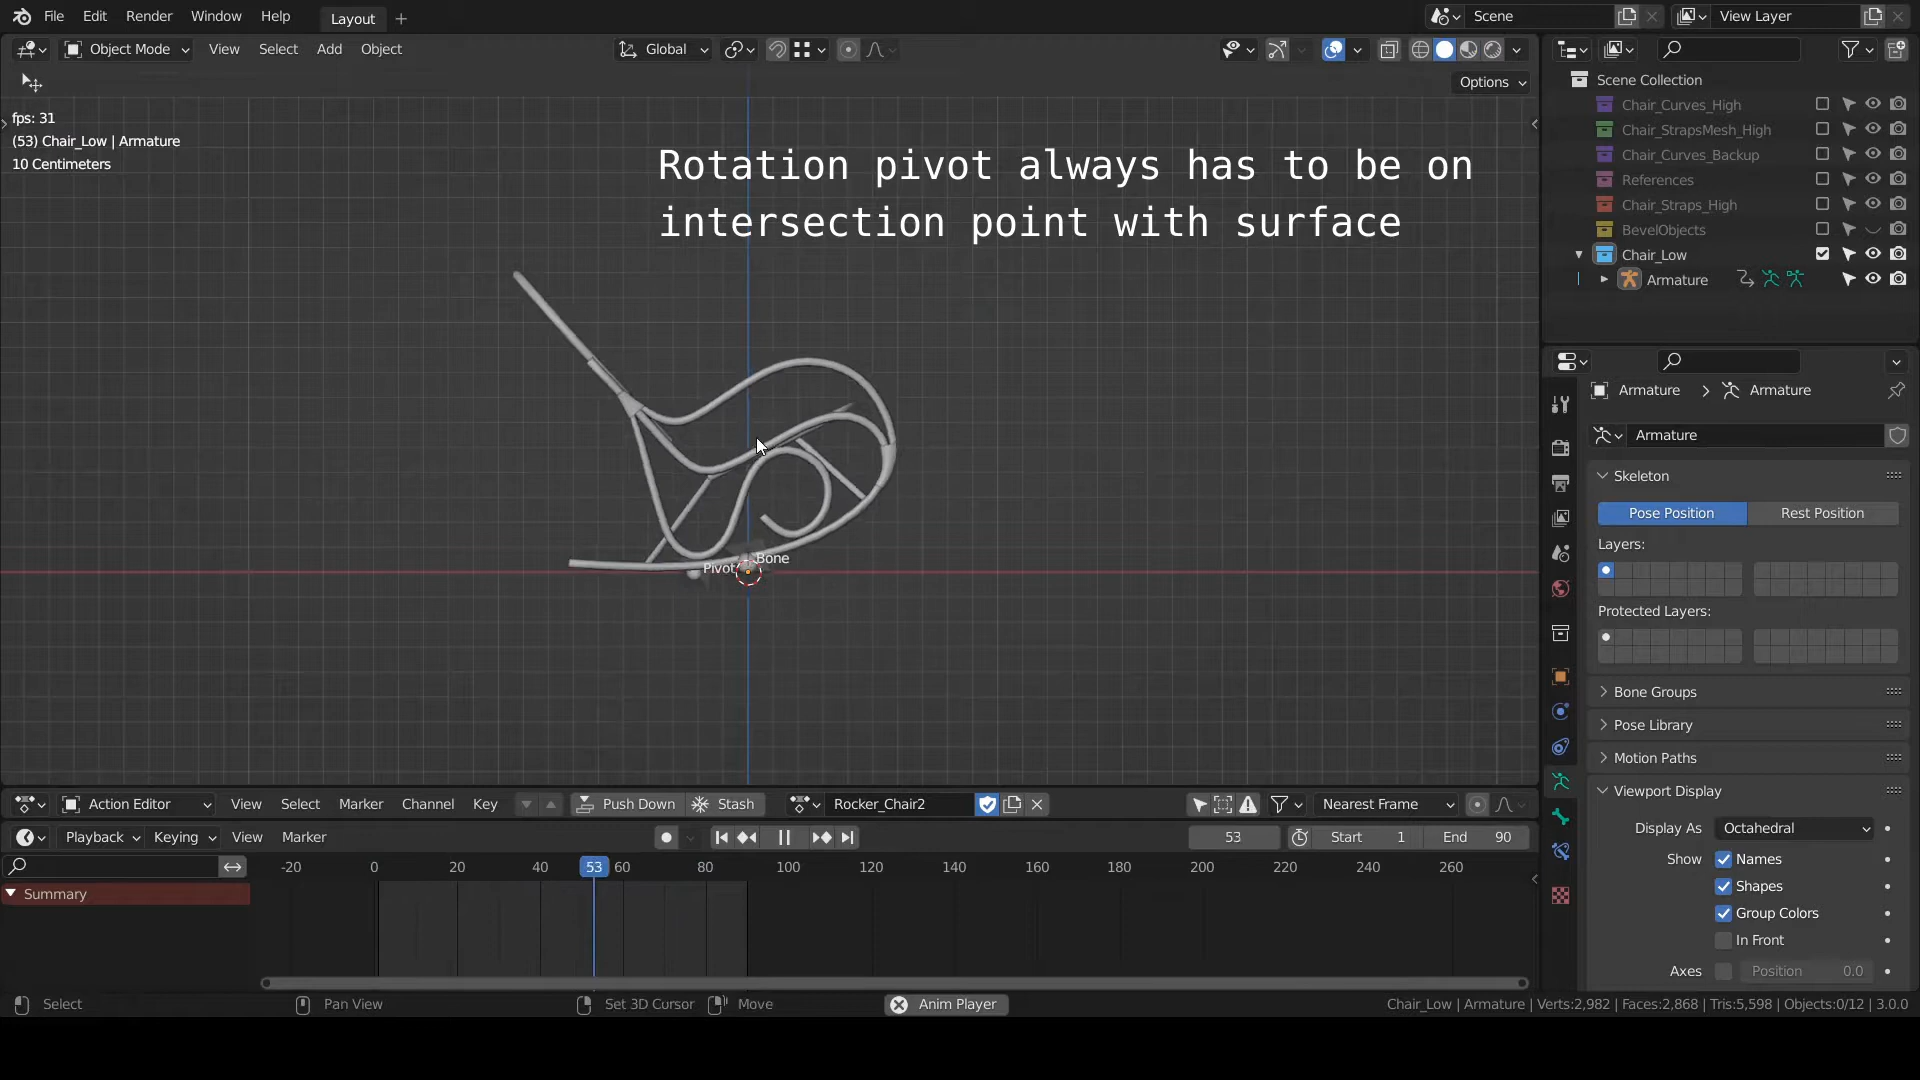 File Edit Render Window Help Layout Scene View Layer
Object Mode View Select Add Object Global
Options
fps: 31
(53) Chair_Low | Armature
10 Centimeters
Rotation pivot always has to be on
intersection point with surface
Pivot
Bone
Scene Collection
Chair_Curves_High
Chair_StrapsMesh_High
Chair_Curves_Backup
References
Chair_Straps_High
BevelObjects
Chair_Low
Armature
Armature > Armature
Armature
Skeleton
Pose Position Rest Position
Layers:
Protected Layers:
Bone Groups
Pose Library
Motion Paths
Viewport Display
Display As Octahedral
Show Names
Shapes
Group Colors
In Front
Axes Position 0.0
Action Editor View Select Marker Channel Key Push Down Stash Rocker_Chair2 Nearest Frame
Playback Keying View Marker 53 Start 1 End 90
-20 0 20 40 53 60 80 100 120 140 160 180 200 220 240 260
Summary
Select Pan View Set 3D Cursor Move Anim Player Chair_Low | Armature | Verts:2,982 | Faces:2,868 | Tris:5,598 | Objects:0/12 | 3.0.0